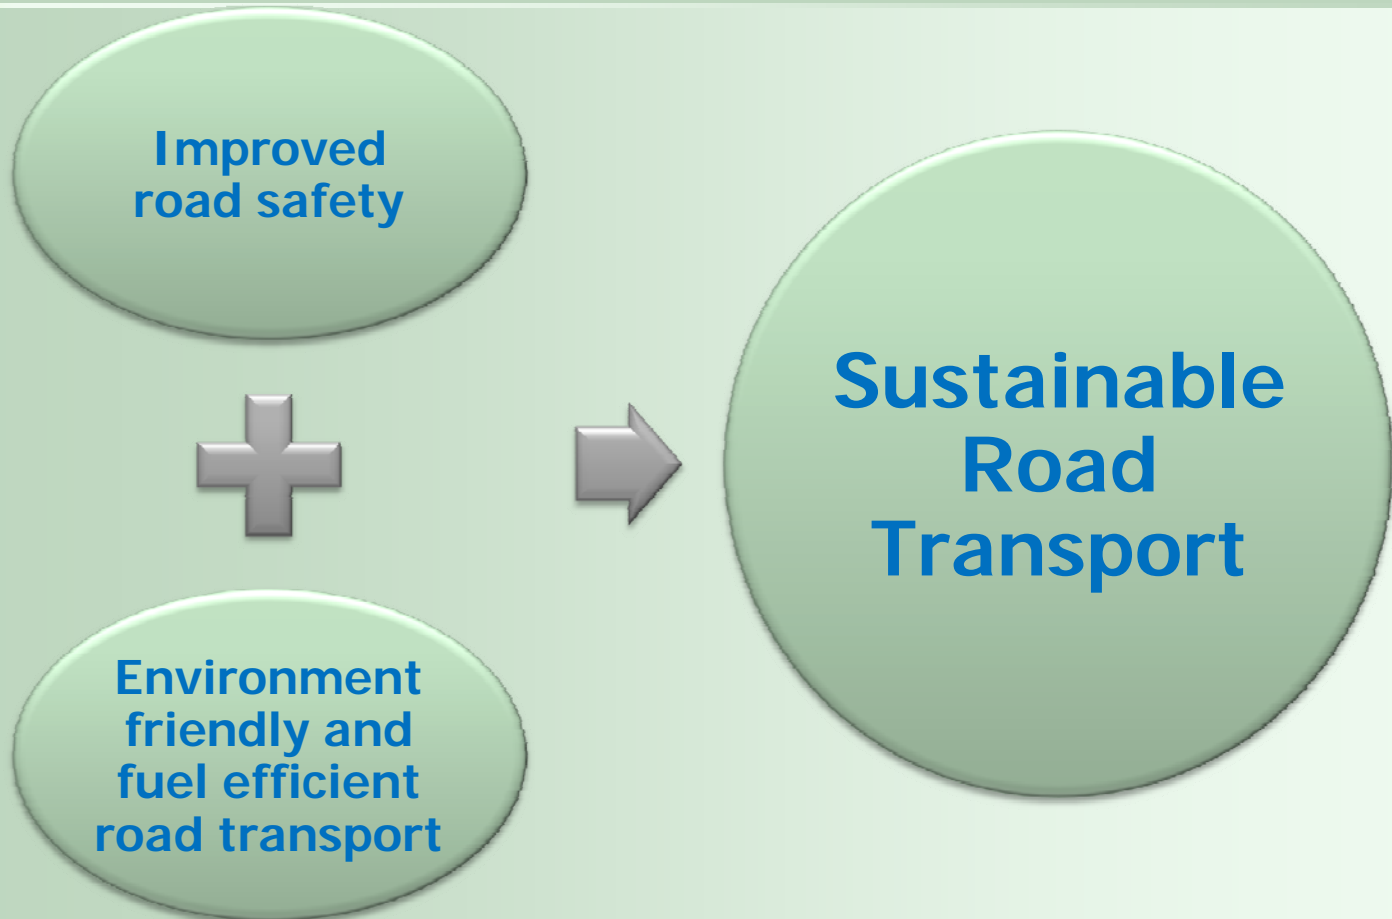 Improved
road safety
Environment
friendly and
fuel efficient
road transport
Sustainable
Road
Transport